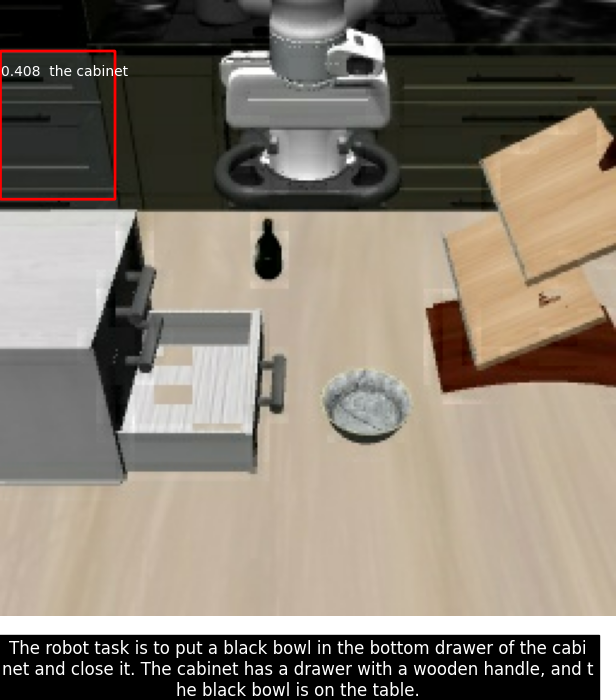 0.408 the cabinet
The robot task is to put a black bowl in the bottom drawer of the cabi
net and close it. The cabinet has a drawer with a wooden handle, and t
he black bowl is on the table.